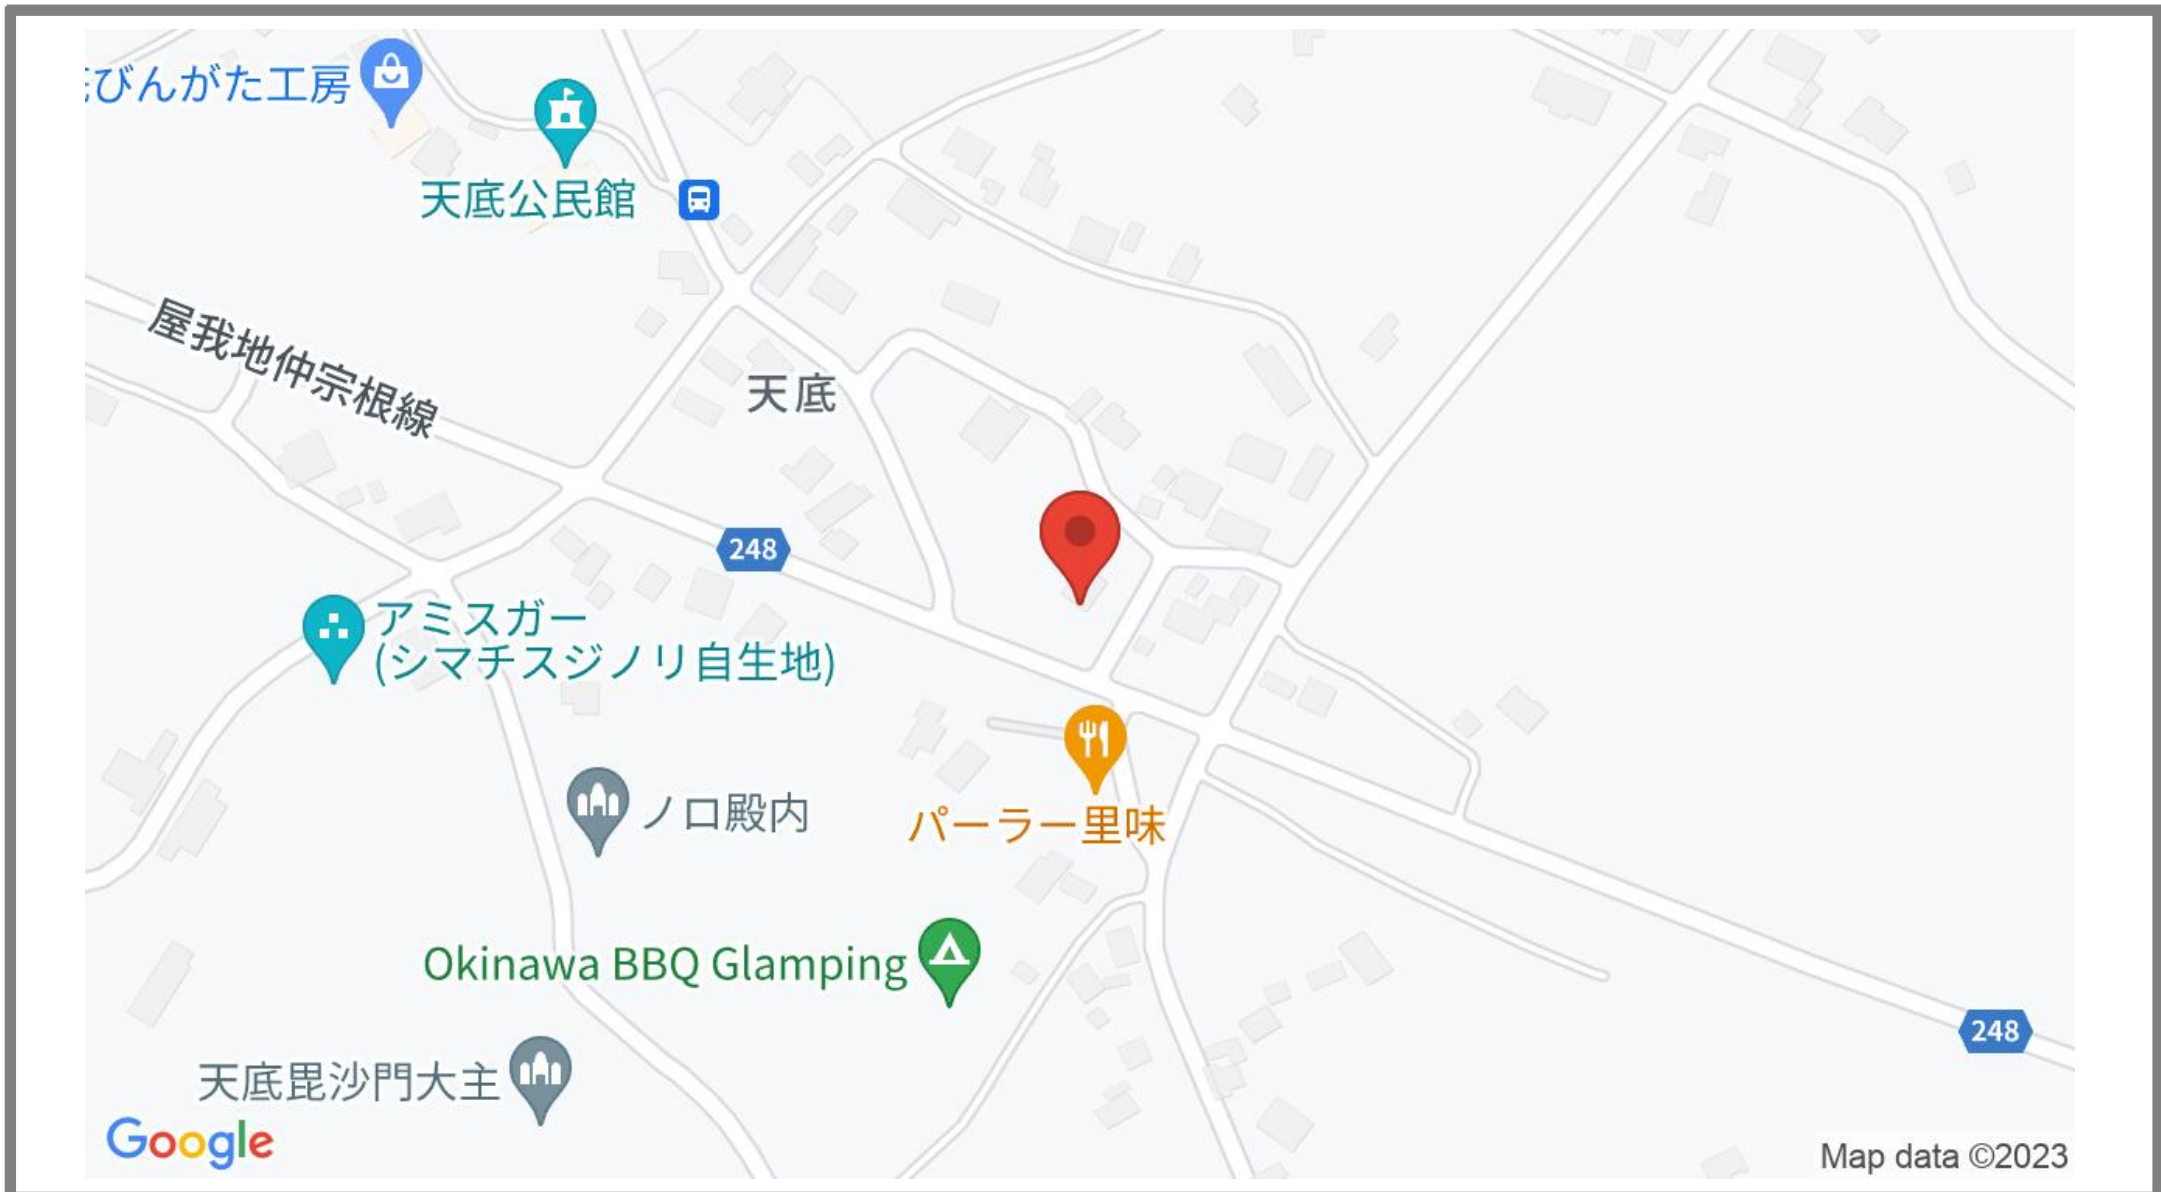 びんがた工房
天底公民館
屋我地仲宗根線
天底
248
アミスガー
(シマチスジノリ自生地)
ノロ殿内
パーラー里味
Okinawa BBQ Glamping
248
天底毘沙門大主
Google
Map data ©2023